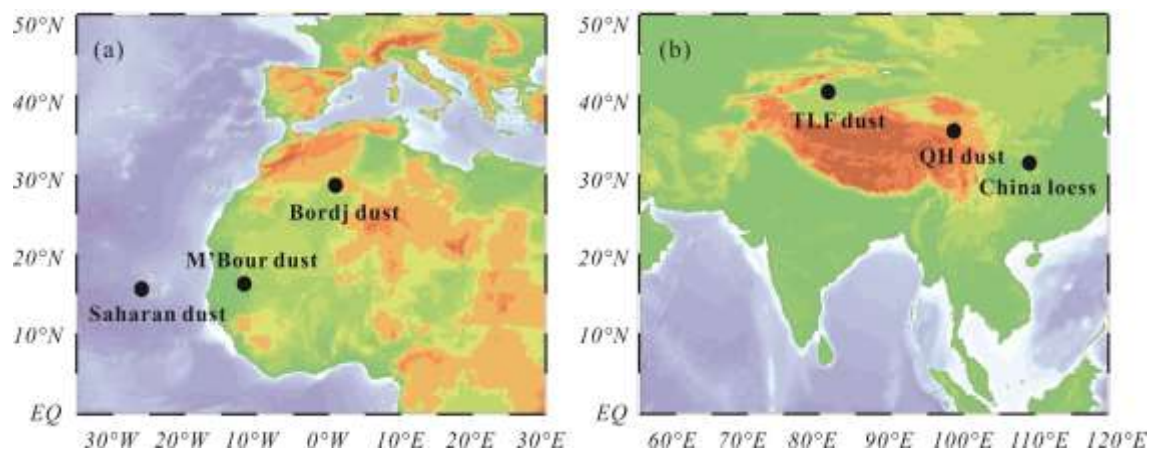 50°N
(a)
40°N
30°N
20°N
10°N
EQ
Bordj dust
M'Bour dust
Saharan dust
30°W 20°W 10°W 0°W 10°E 20°E 30°E
50°N
(b)
40°N
30°N
20°N
10°N
EQ
TLF dust
QH dust
China loess
60°E 70°E 80°E 90°E 100°E 110°E 120°E